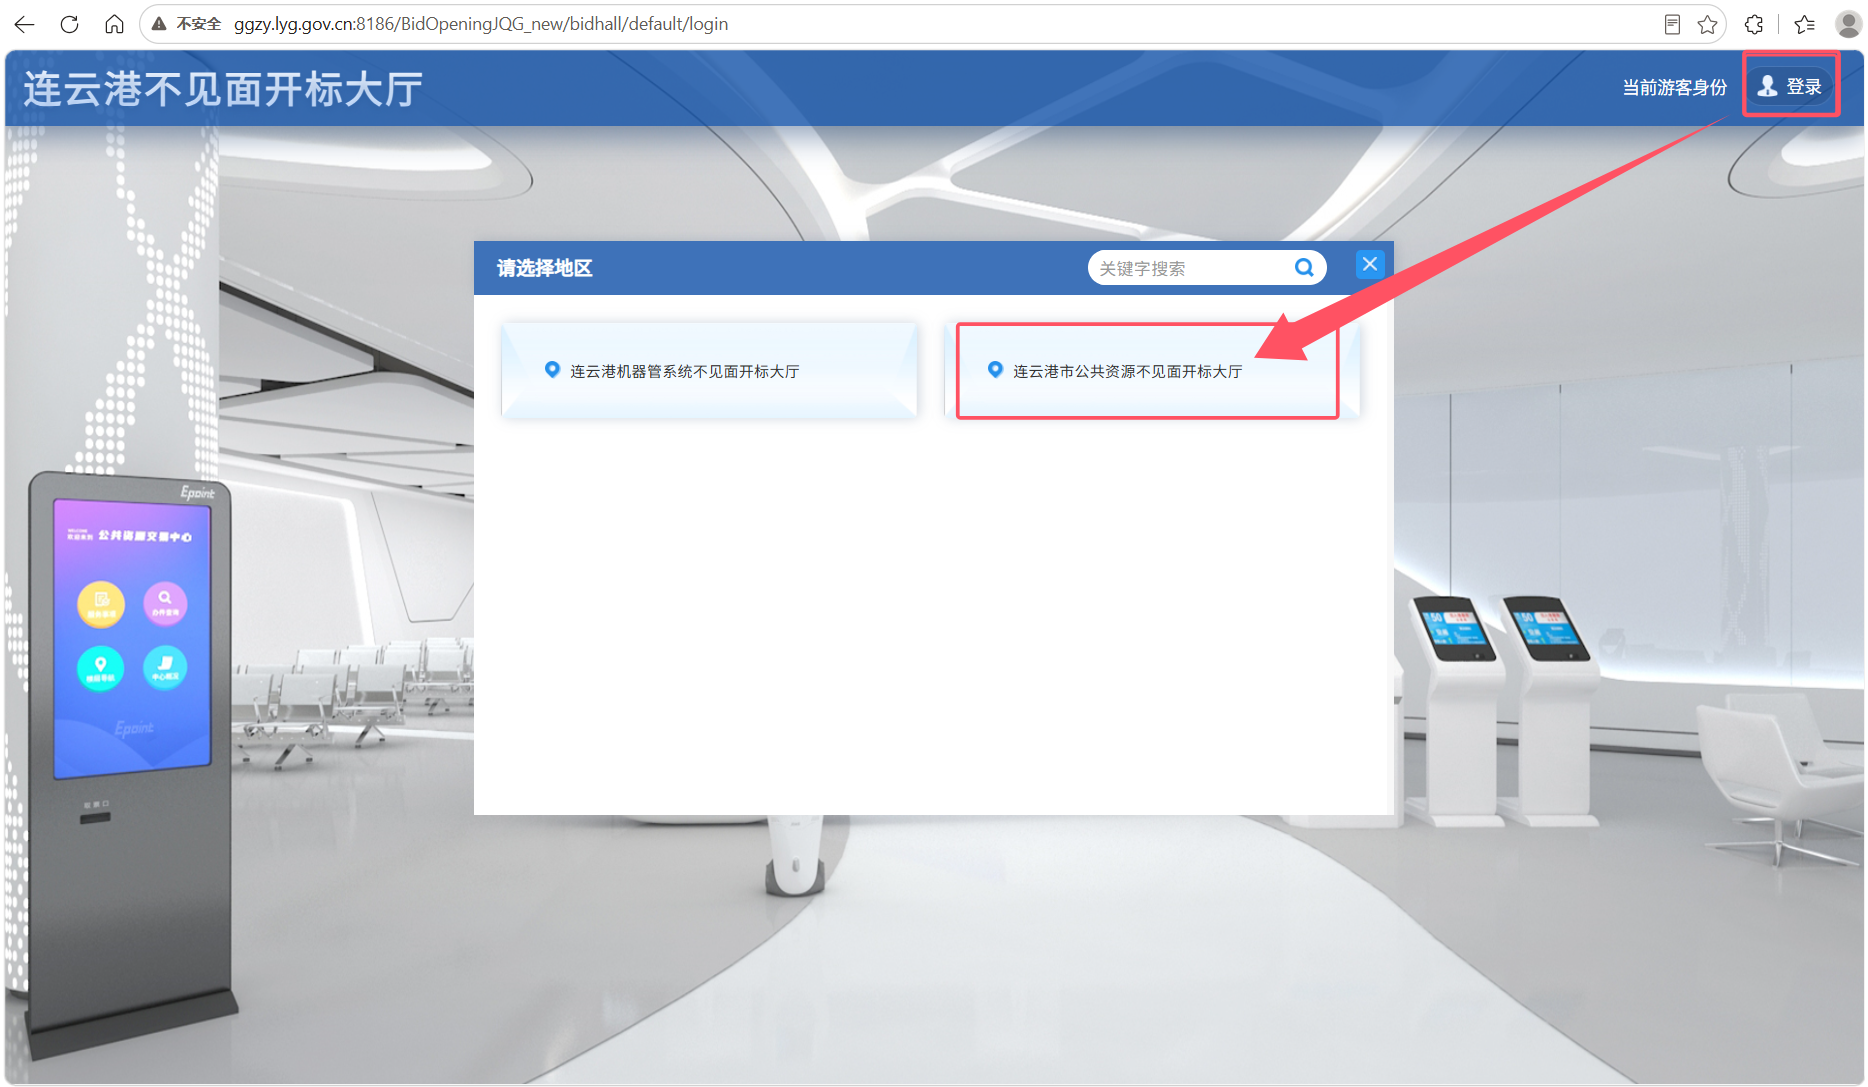 不安全 ggzy.lyg.gov.cn:8186/BidOpeningJQG_new/bidhall/default/login
连云港不见面开标大厅
当前游客身份
登录
请选择地区
关键字搜索
连云港机器管系统不见面开标大厅
连云港市公共资源不见面开标大厅
Epoint
公共资源交易中心
Epoint